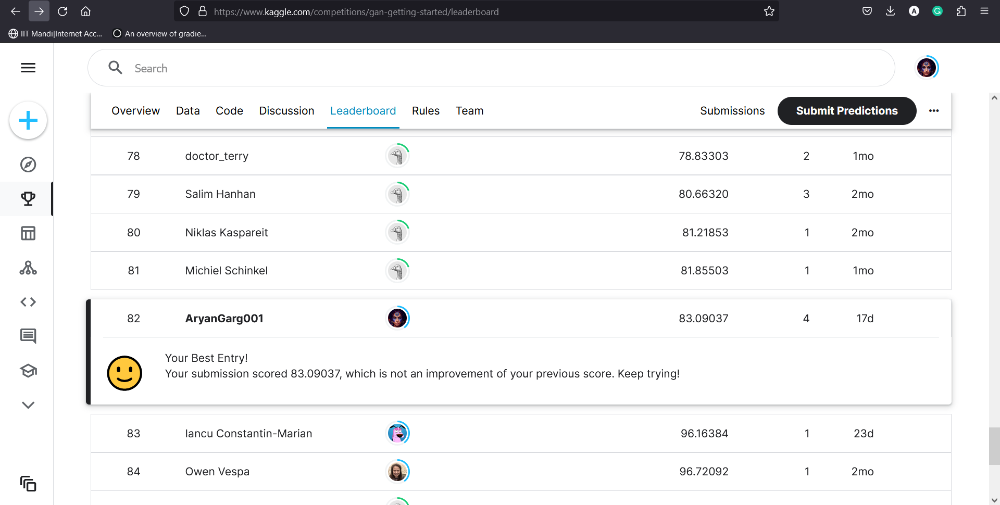 https://www.kaggle.com/competitions/gan-getting-started/leaderboard
A
G
IIT Mandi|Internet Acc...
An overview of gradie...
Search
Overview
Data
Code
Discussion
Leaderboard
Rules
Team
Submissions
Submit Predictions
78 doctor_terry 78.83303 2 1mo
79 Salim Hanhan 80.66320 3 2mo
80 Niklas Kaspareit 81.21853 1 2mo
81 Michiel Schinkel 81.85503 1 1mo
82 AryanGarg001 83.09037 4 17d
Your Best Entry!
Your submission scored 83.09037, which is not an improvement of your previous score. Keep trying!
83 Iancu Constantin-Marian 96.16384 1 23d
84 Owen Vespa 96.72092 1 2mo